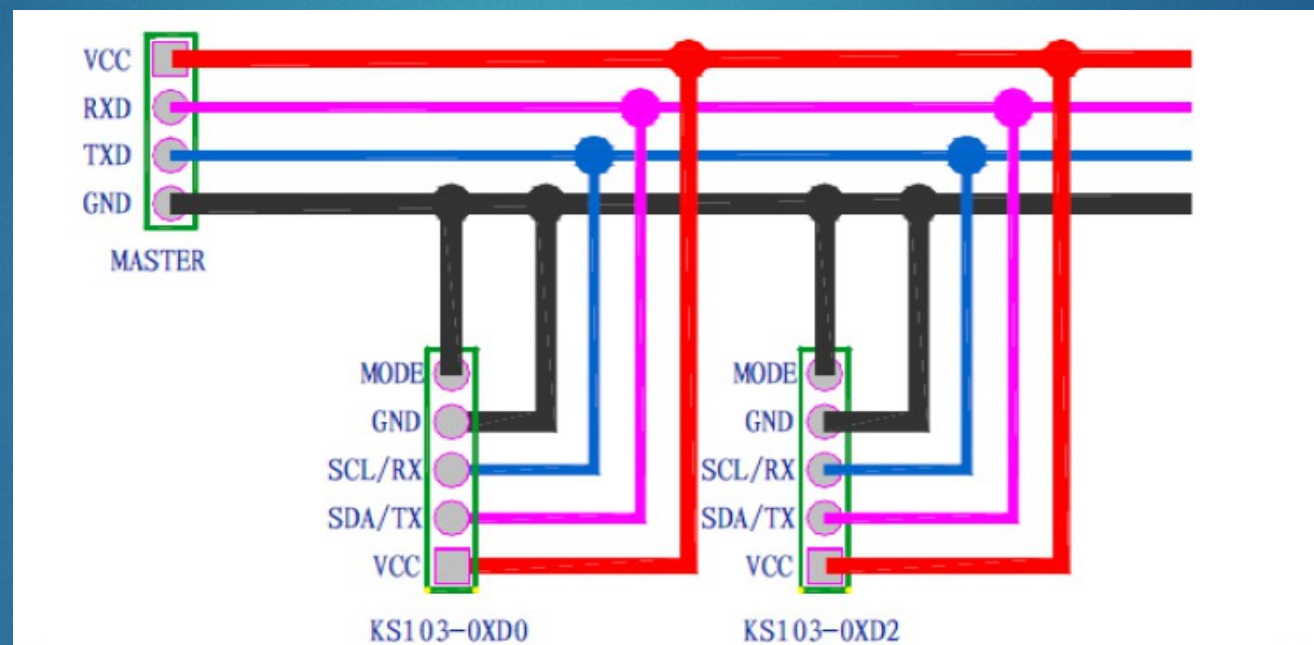 VCC
RXD
TXD
GND
MASTER
MODE
GND
SCL/RX
SDA/TX
VCC
KS103-0XD0
MODE
GND
SCL/RX
SDA/TX
VCC
KS103-0XD2